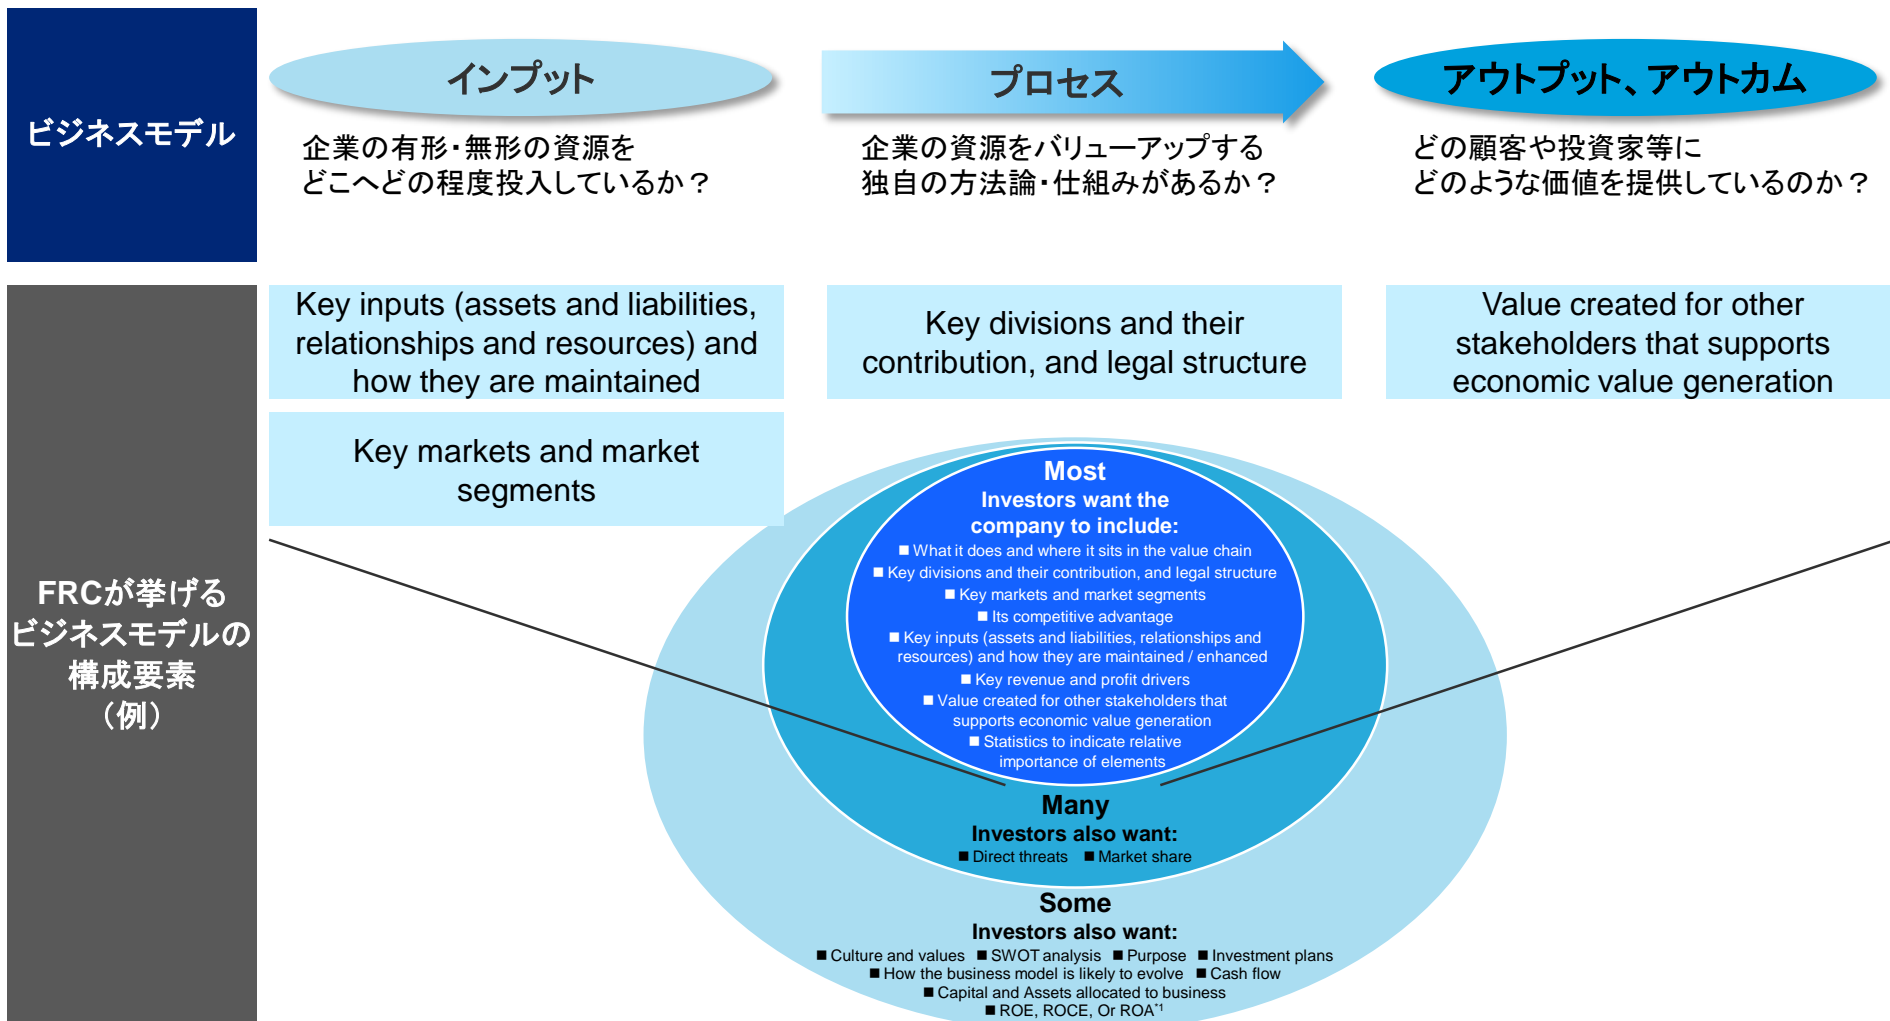 ビジネスモデル
インプット
企業の有形・無形の資源を
どこへどの程度投入しているか？
プロセス
企業の資源をバリューアップする
独自の方法論・仕組みがあるか？
アウトプット、アウトカム
どの顧客や投資家等に
どのような価値を提供しているのか？
FRCが挙げる
ビジネスモデルの
構成要素
（例）
Key inputs (assets and liabilities,
relationships and resources) and
how they are maintained
Key divisions and their
contribution, and legal structure
Value created for other
stakeholders that supports
economic value generation
Key markets and market
segments
Most
Investors want the
company to include:
■ What it does and where it sits in the value chain
■ Key divisions and their contribution, and legal structure
■ Key markets and market segments
■ Its competitive advantage
■ Key inputs (assets and liabilities, relationships and
resources) and how they are maintained / enhanced
■ Key revenue and profit drivers
■ Value created for other stakeholders that
supports economic value generation
■ Statistics to indicate relative
importance of elements
Many
Investors also want:
■ Direct threats ■ Market share
Some
Investors also want:
■ Culture and values ■ SWOT analysis ■ Purpose ■ Investment plans
■ How the business model is likely to evolve ■ Cash flow
■ Capital and Assets allocated to business
■ ROE, ROCE, Or ROA*1